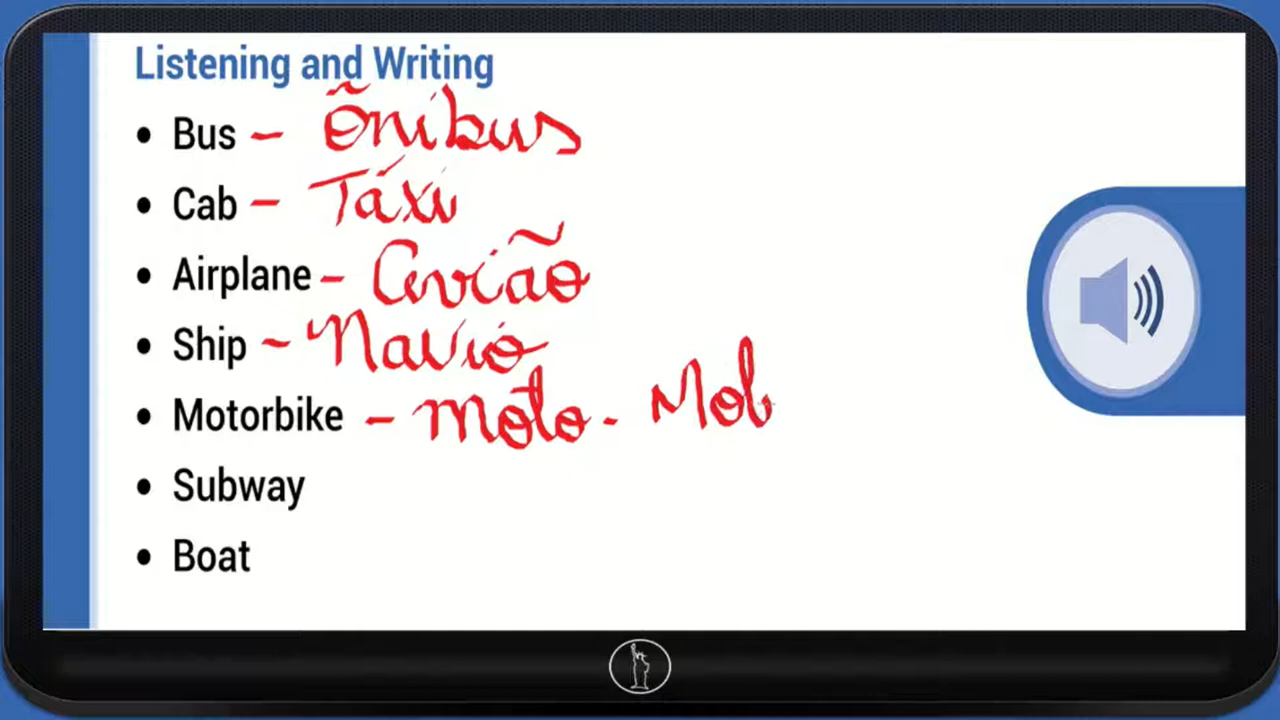 Listening and Writing
• Bus - Ônibus
• Cab - Táxi
• Airplane - Avião
• Ship - Navio
• Motorbike - Moto - Mob
• Subway
• Boat